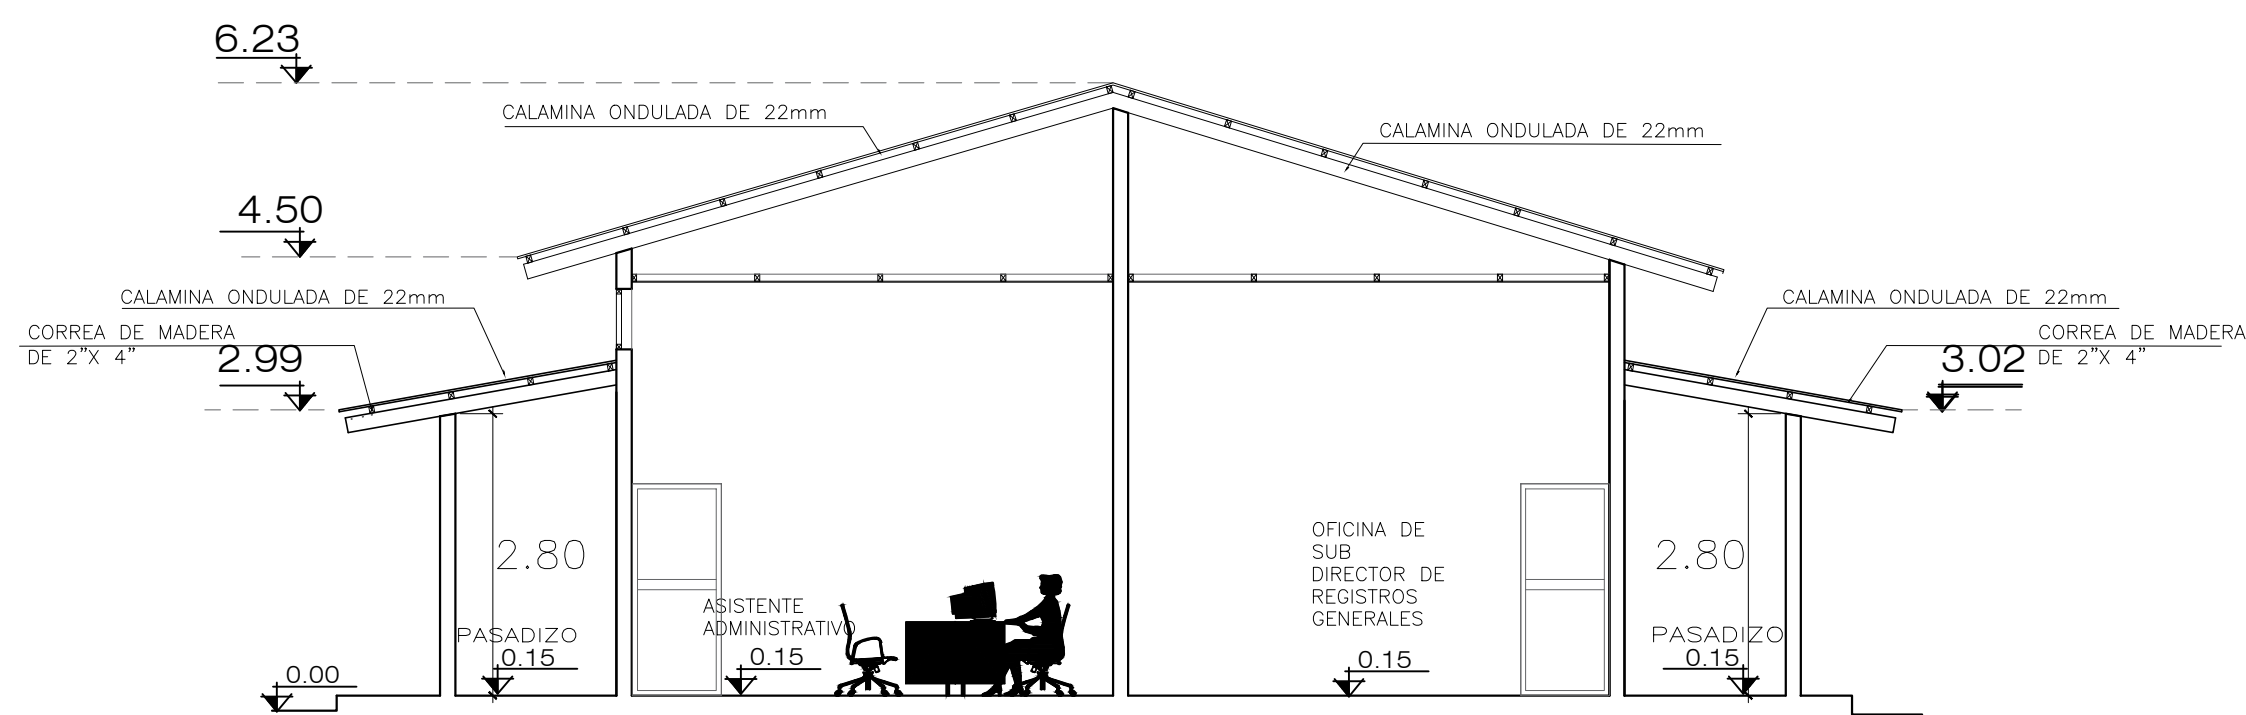 6.23
CALAMINA ONDULADA DE 22mm
CALAMINA ONDULADA DE 22mm
4.50
CALAMINA ONDULADA DE 22mm
CALAMINA ONDULADA DE 22mm
CORREA DE MADERA
DE 2”X 4”
2.99
3.02
CORREA DE MADERA
DE 2”X 4”
2.80
OFICINA DE
SUB
DIRECTOR DE
REGISTROS
GENERALES
2.80
ASISTENTE
ADMINISTRATIVO
PASADIZO
0.15
0.15
0.15
PASADIZO
0.15
0.00